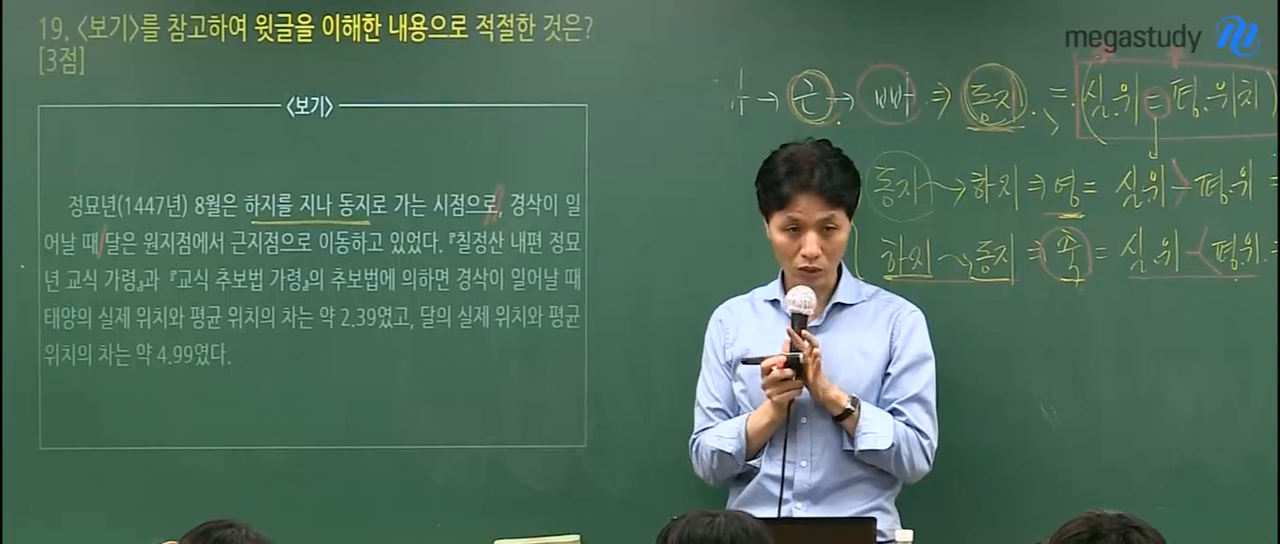 19. 〈보기〉를 참고하여 윗글을 이해한 내용으로 적절한 것은?
[3점]
〈보기〉
정묘년(1447년) 8월은 하지를 지나 동지로 가는 시점으로, 경삭이 일
어날 때 달은 원지점에서 근지점으로 이동하고 있었다. 『칠정산 내편 정묘
년 교식 가령』과 『교식 추보법 가령』의 추보법에 의하면 경삭이 일어날 때
태양의 실제 위치와 평균 위치의 차는 약 2.39였고, 달의 실제 위치와 평균
위치의 차는 약 4.99였다.
megastudy
→ 근 → 빠 ⇒ 동지 = (실.위 = 평.위치)
동지 → 하지 ⇒ 영 = 실.위 > 평.위 =
하지 → 동지 ⇒ 축 = 실.위 < 평.위 =